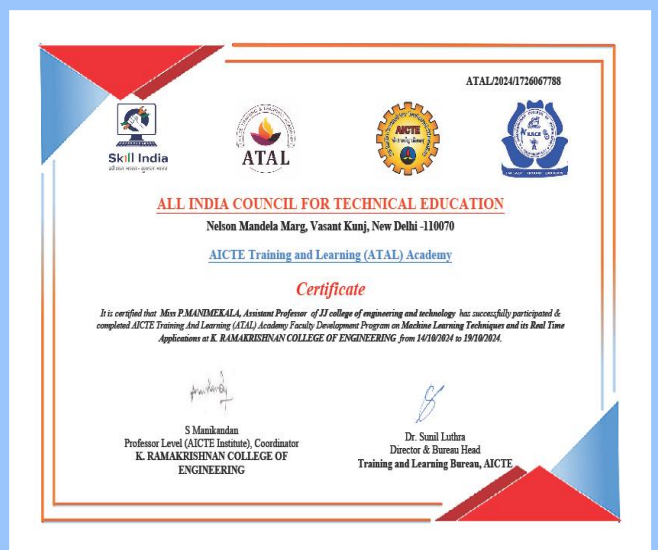 ATAL/2024/1726067788
Skill India
कौशल भारत - कुशल भारत
ATAL
AICTE
KRCE
ALL INDIA COUNCIL FOR TECHNICAL EDUCATION
Nelson Mandela Marg, Vasant Kunj, New Delhi -110070
AICTE Training and Learning (ATAL) Academy
Certificate
It is certified that Miss P.MANIMEKALA, Assistant Professor of JJ college of engineering and technology has successfully participated &
completed AICTE Training And Learning (ATAL) Academy Faculty Development Program on Machine Learning Techniques and its Real Time
Applications at K. RAMAKRISHNAN COLLEGE OF ENGINEERING from 14/10/2024 to 19/10/2024.
S Manikandan
Professor Level (AICTE Institute), Coordinator
K. RAMAKRISHNAN COLLEGE OF
ENGINEERING
Dr. Sunil Luthra
Director & Bureau Head
Training and Learning Bureau, AICTE